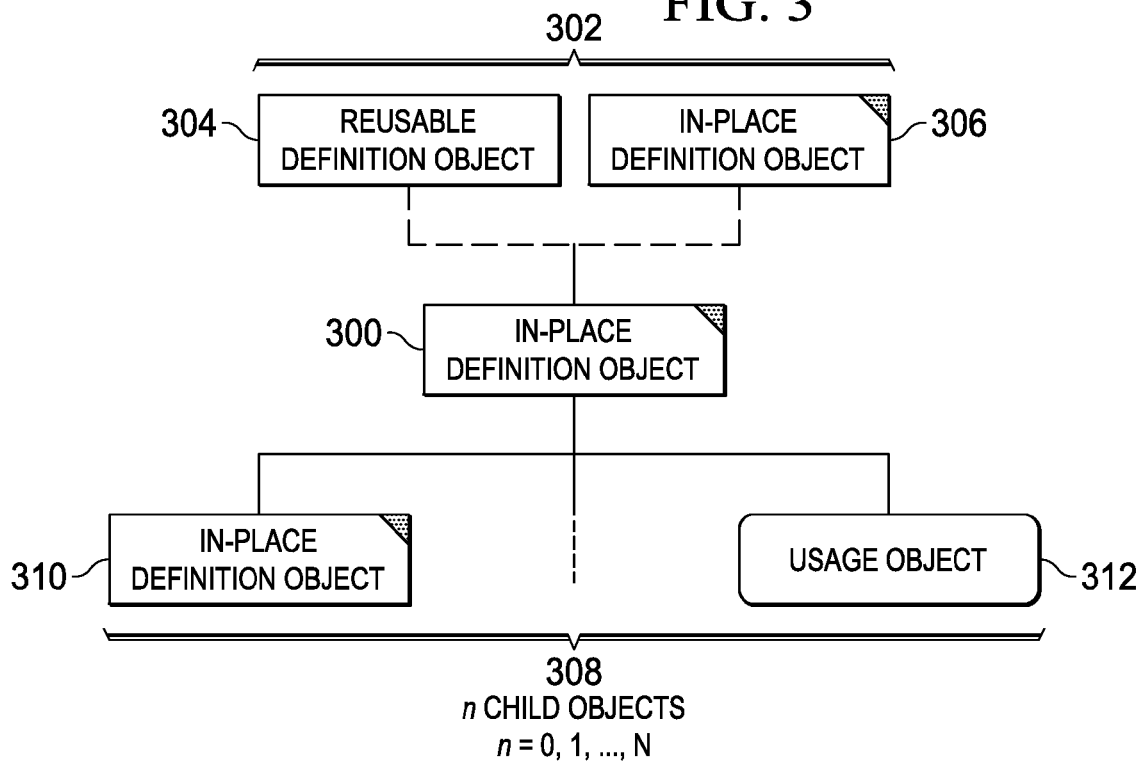 FIG. 3
302
304
REUSABLE
DEFINITION OBJECT
IN-PLACE
DEFINITION OBJECT
306
300
IN-PLACE
DEFINITION OBJECT
310
IN-PLACE
DEFINITION OBJECT
USAGE OBJECT
312
308
n CHILD OBJECTS
n = 0, 1, ..., N